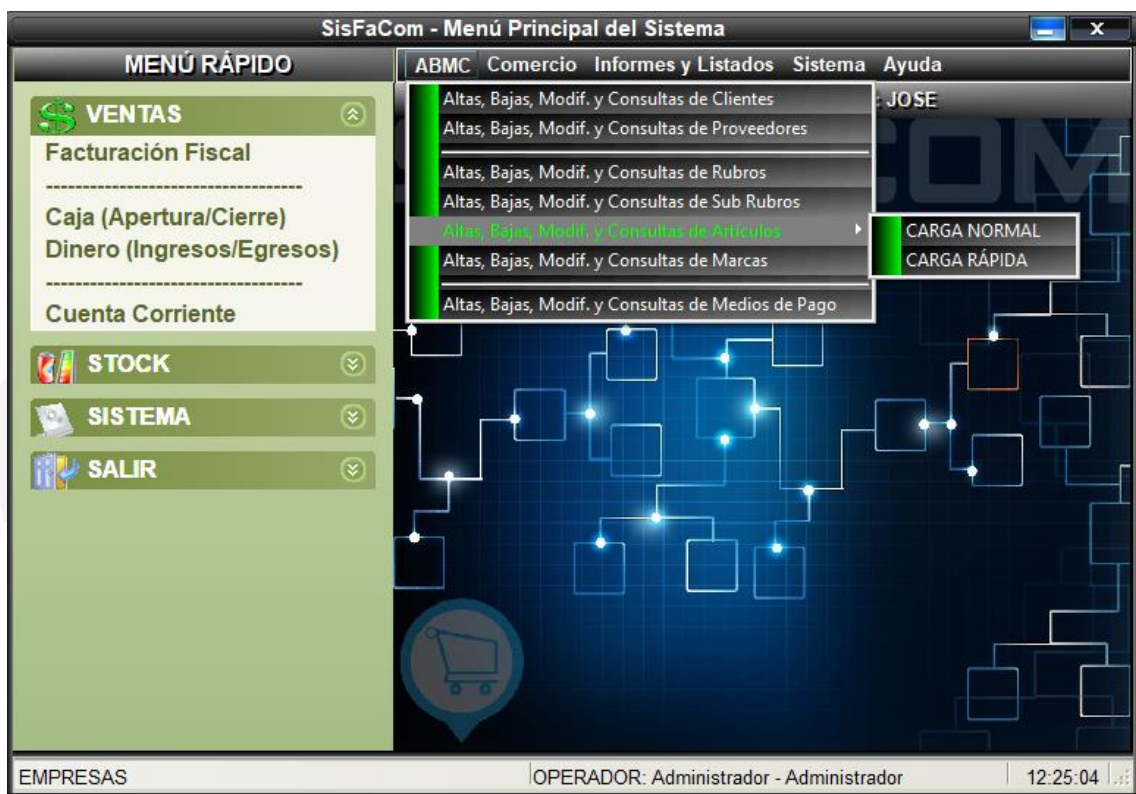 SisFaCom - Menú Principal del Sistema
X
MENÚ RÁPIDO
ABMC Comercio Informes y Listados Sistema Ayuda
: JOSE
VENTAS
Facturación Fiscal
-----------------------------------
Caja (Apertura/Cierre)
Dinero (Ingresos/Egresos)
-----------------------------------
Cuenta Corriente
STOCK
SISTEMA
SALIR
Altas, Bajas, Modif. y Consultas de Clientes
Altas, Bajas, Modif. y Consultas de Proveedores
Altas, Bajas, Modif. y Consultas de Rubros
Altas, Bajas, Modif. y Consultas de Sub Rubros
Altas, Bajas, Modif. y Consultas de Artículos
Altas, Bajas, Modif. y Consultas de Marcas
Altas, Bajas, Modif. y Consultas de Medios de Pago
CARGA NORMAL
CARGA RÁPIDA
COM
EMPRESAS
OPERADOR: Administrador - Administrador
12:25:04